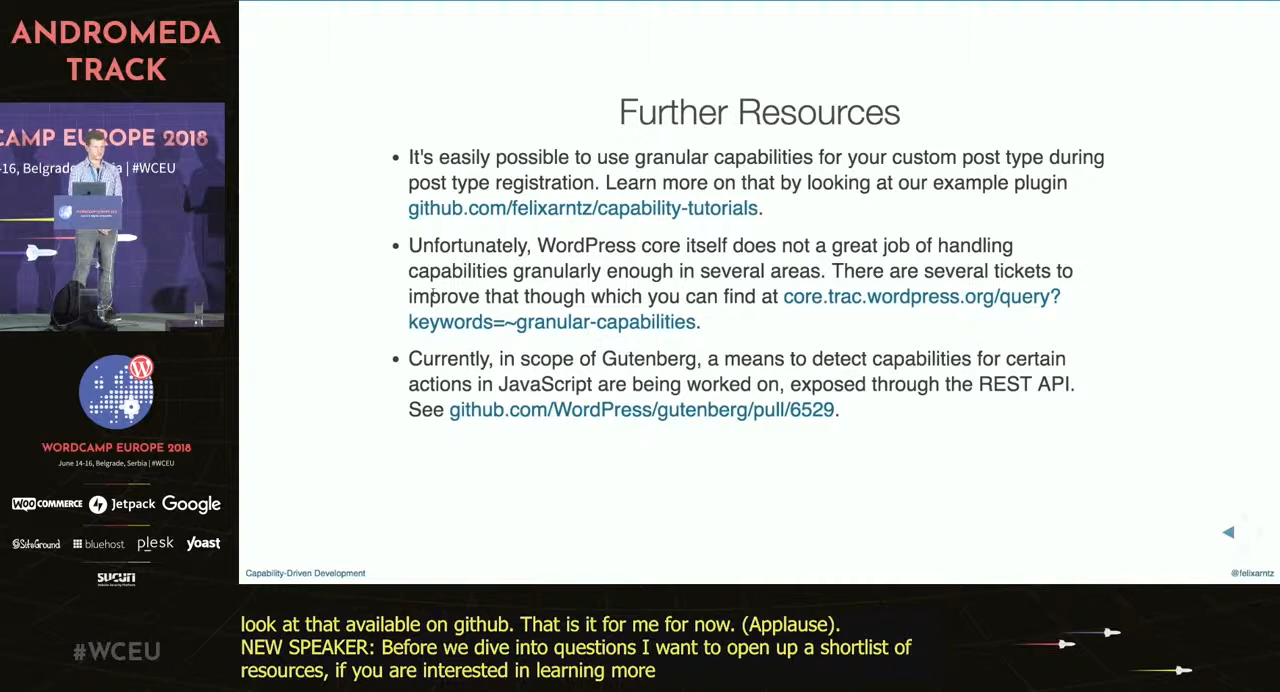 ANDROMEDA
TRACK
CAMP EUROPE 2018
-16, Belgrade, Serbia | #WCEU
WORDCAMP EUROPE 2018
June 14-16, Belgrade, Serbia | #WCEU
WOO COMMERCE Jetpack Google
SiteGround bluehost plesk yoast
SUCURI
#WCEU
Further Resources
• It's easily possible to use granular capabilities for your custom post type during
post type registration. Learn more on that by looking at our example plugin
github.com/felixarntz/capability-tutorials.
• Unfortunately, WordPress core itself does not a great job of handling
capabilities granularly enough in several areas. There are several tickets to
improve that though which you can find at core.trac.wordpress.org/query?
keywords=~granular-capabilities.
• Currently, in scope of Gutenberg, a means to detect capabilities for certain
actions in JavaScript are being worked on, exposed through the REST API.
See github.com/WordPress/gutenberg/pull/6529.
Capability-Driven Development
@felixarntz
look at that available on github. That is it for me for now. (Applause).
NEW SPEAKER: Before we dive into questions I want to open up a shortlist of
resources, if you are interested in learning more